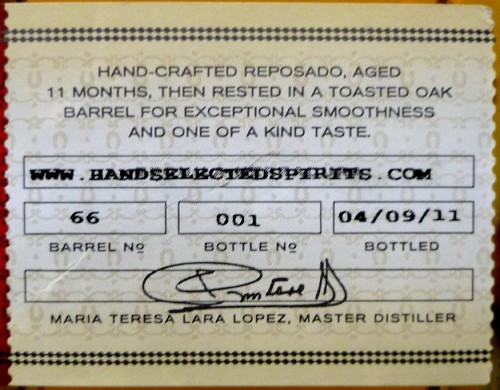 HAND-CRAFTED REPOSADO, AGED
11 MONTHS, THEN RESTED IN A TOASTED OAK
BARREL FOR EXCEPTIONAL SMOOTHNESS
AND ONE OF A KIND TASTE.
WWW.HANDSELECTEDSPIRITS.COM
66 001 04/09/11
BARREL Nº BOTTLE Nº BOTTLED
MARIA TERESA LARA LOPEZ, MASTER DISTILLER